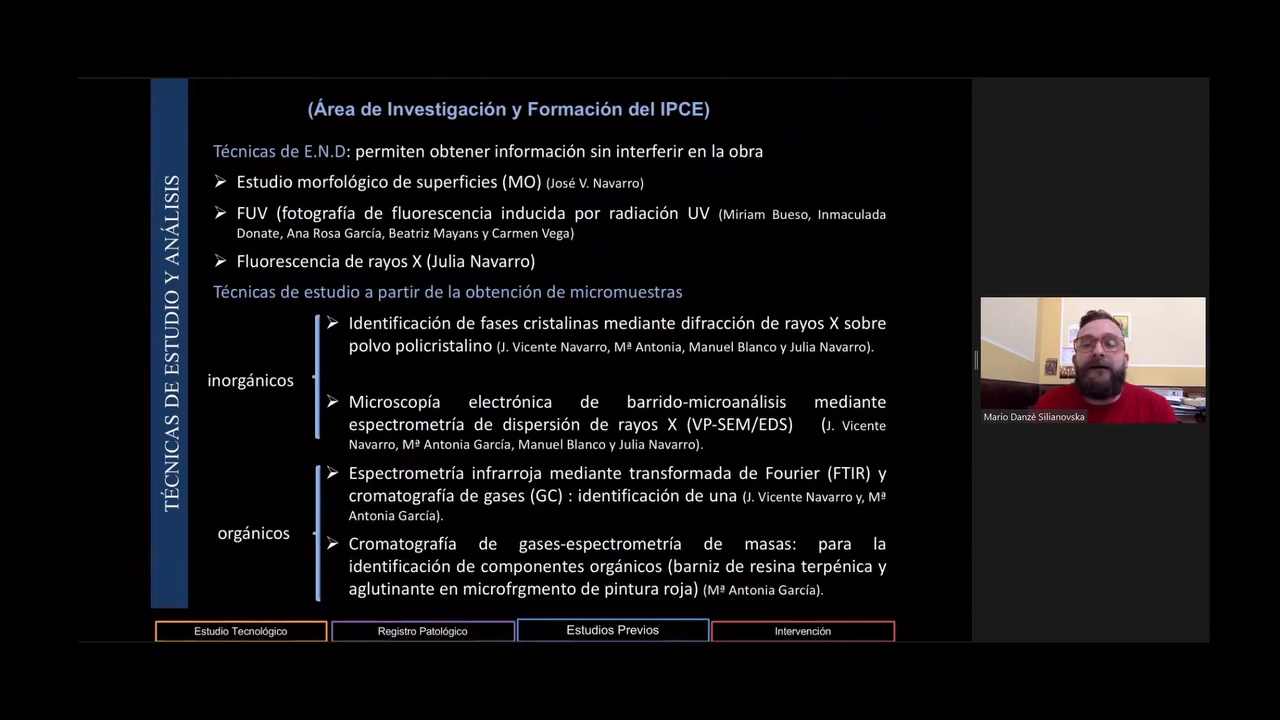 TÉCNICAS DE ESTUDIO Y ANÁLISIS
(Área de Investigación y Formación del IPCE)
Técnicas de E.N.D: permiten obtener información sin interferir en la obra
➢ Estudio morfológico de superficies (MO) (José V. Navarro)
➢ FUV (fotografía de fluorescencia inducida por radiación UV (Miriam Bueso, Inmaculada
Donate, Ana Rosa García, Beatriz Mayans y Carmen Vega)
➢ Fluorescencia de rayos X (Julia Navarro)
Técnicas de estudio a partir de la obtención de micromuestras
inorgánicos
➢ Identificación de fases cristalinas mediante difracción de rayos X sobre
polvo policristalino (J. Vicente Navarro, Mª Antonia, Manuel Blanco y Julia Navarro).
➢ Microscopía electrónica de barrido-microanálisis mediante
espectrometría de dispersión de rayos X (VP-SEM/EDS) (J. Vicente
Navarro, Mª Antonia García, Manuel Blanco y Julia Navarro).
orgánicos
➢ Espectrometría infrarroja mediante transformada de Fourier (FTIR) y
cromatografía de gases (GC) : identificación de una (J. Vicente Navarro y, Mª
Antonia García).
➢ Cromatografía de gases-espectrometría de masas: para la
identificación de componentes orgánicos (barniz de resina terpénica y
aglutinante en microfrgmento de pintura roja) (Mª Antonia García).
Estudio Tecnológico
Registro Patológico
Estudios Previos
Intervención
Mario Danzè Silianovska